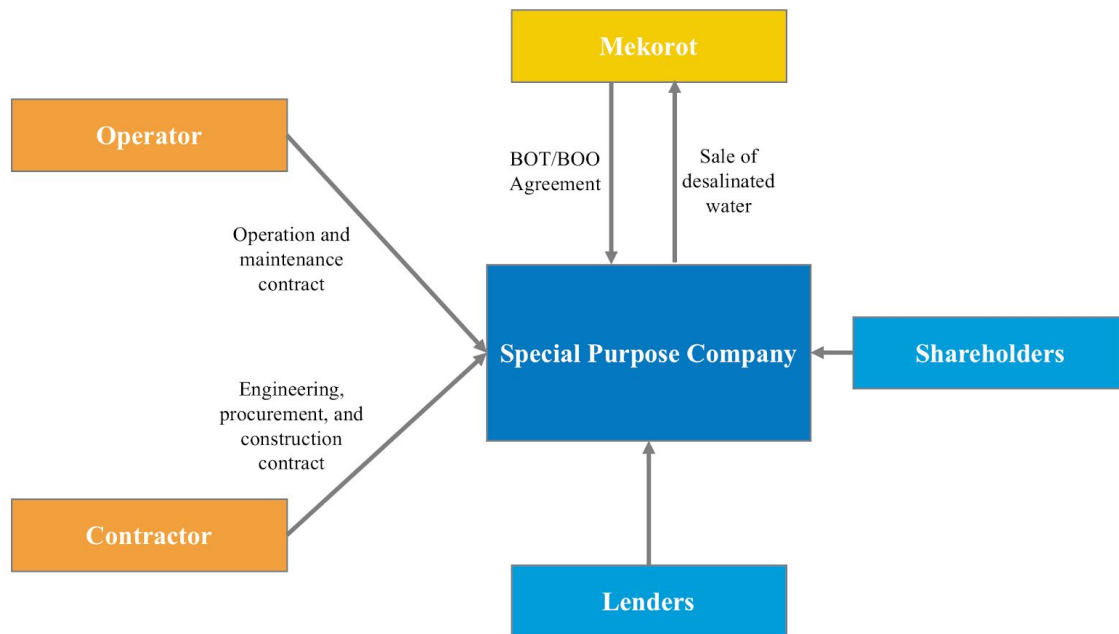 Mekorot
Operator
BOT/BOO
Agreement
Sale of
desalinated
water
Operation and
maintenance
contract
Special Purpose Company
Shareholders
Engineering,
procurement, and
construction
contract
Contractor
Lenders